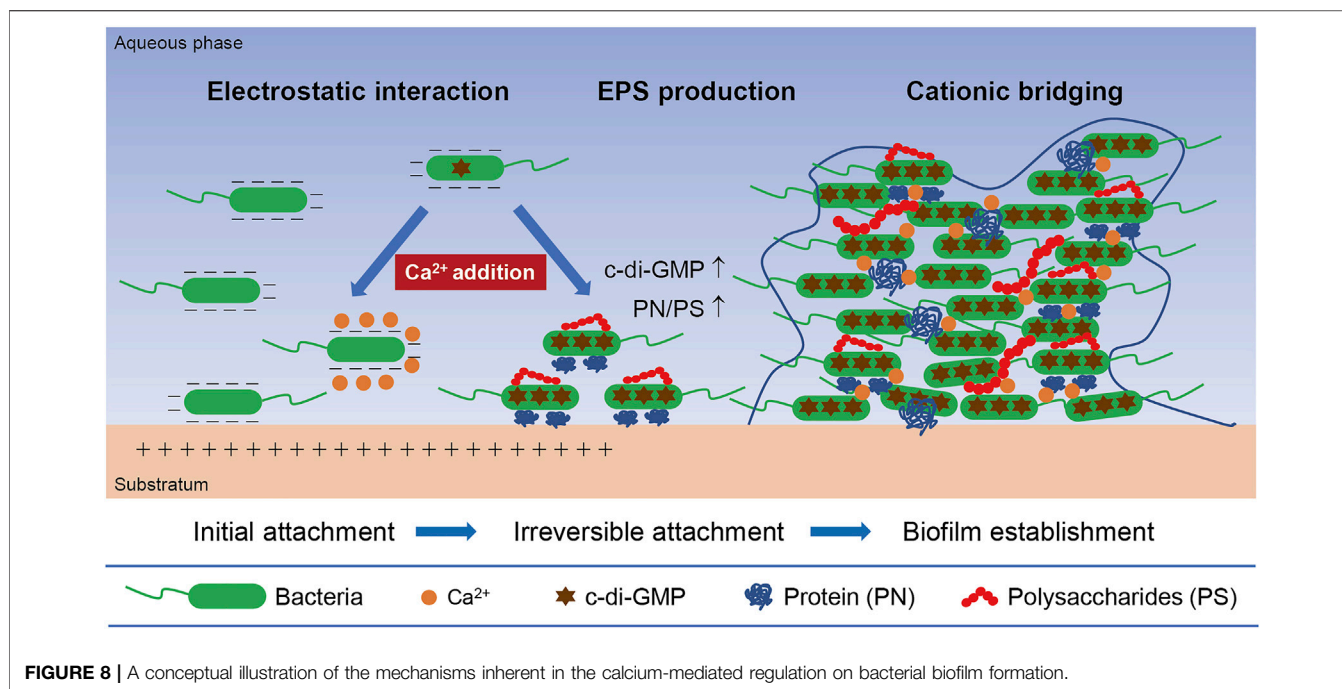 Aqueous phase
Electrostatic interaction EPS production Cationic bridging
Ca²⁺ addition
c-di-GMP ↑
PN/PS ↑
+ + + + + + + + + + + + + + + + + + + +
Substratum
Initial attachment Irreversible attachment Biofilm establishment
Bacteria Ca²⁺ c-di-GMP Protein (PN) Polysaccharides (PS)
FIGURE 8 | A conceptual illustration of the mechanisms inherent in the calcium-mediated regulation on bacterial biofilm formation.